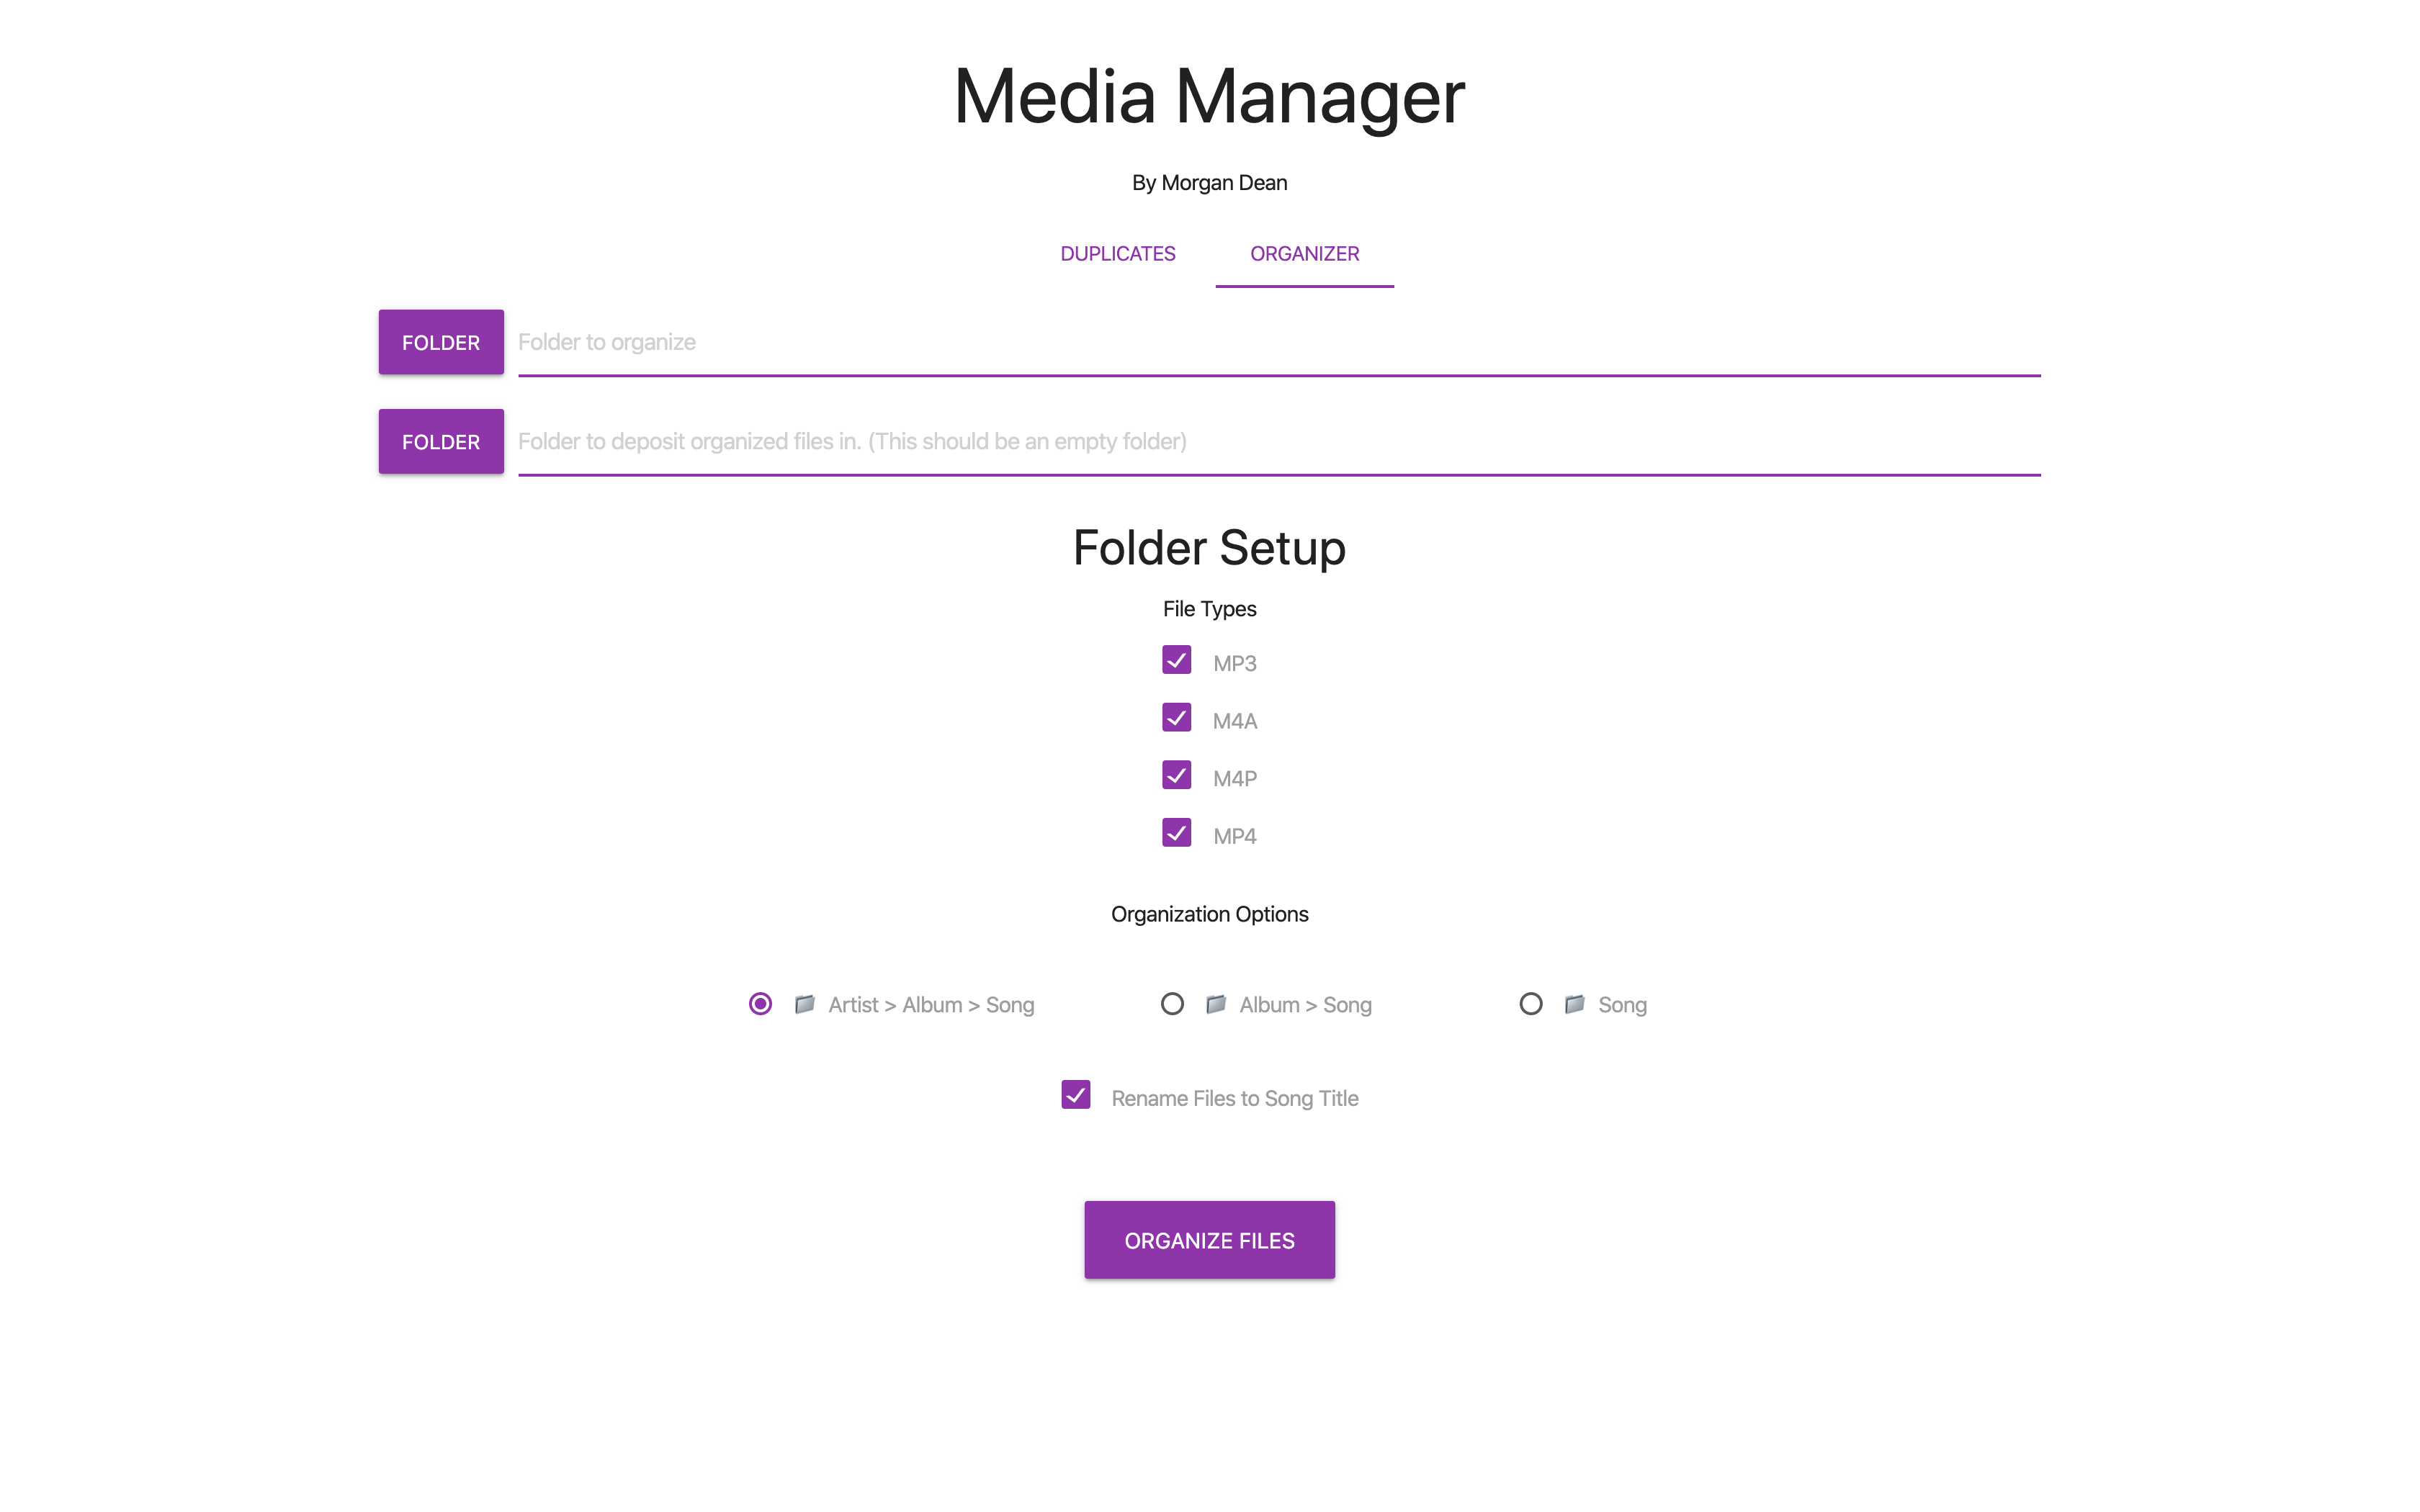 Media Manager
By Morgan Dean
DUPLICATES ORGANIZER
FOLDER Folder to organize
FOLDER Folder to deposit organized files in. (This should be an empty folder)
Folder Setup
File Types
MP3
M4A
M4P
MP4
Organization Options
Artist > Album > Song Album > Song Song
Rename Files to Song Title
ORGANIZE FILES